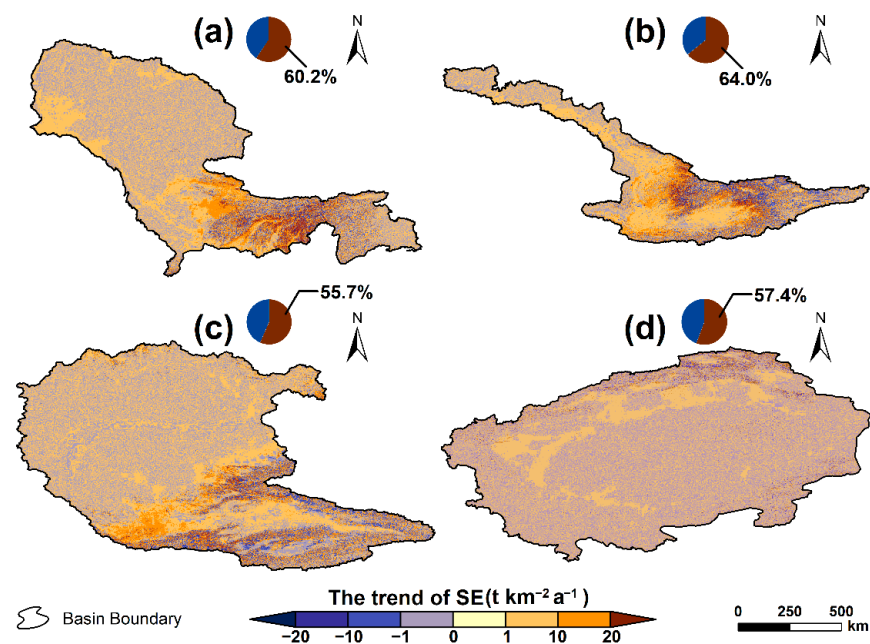 (a)
N
60.2%
(b)
N
64.0%
(c)
N
55.7%
(d)
N
57.4%
The trend of SE(t km⁻² a⁻¹)
Basin Boundary
−20 −10 −1 0 1 10 20
0 250 500
km